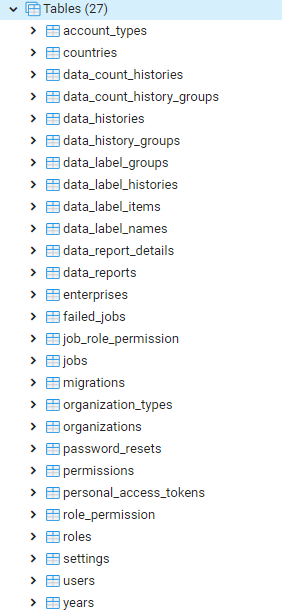 Tables (27)
account_types
countries
data_count_histories
data_count_history_groups
data_histories
data_history_groups
data_label_groups
data_label_histories
data_label_items
data_label_names
data_report_details
data_reports
enterprises
failed_jobs
job_role_permission
jobs
migrations
organization_types
organizations
password_resets
permissions
personal_access_tokens
role_permission
roles
settings
users
years